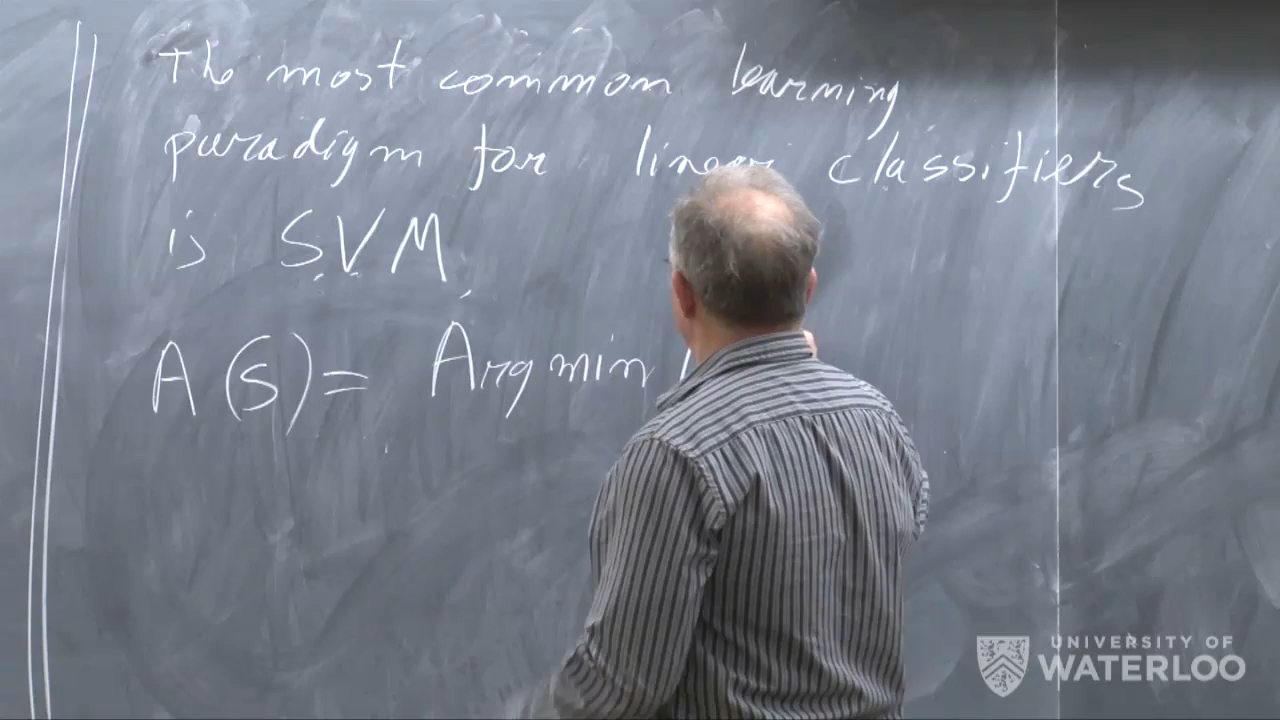 The most common learning
paradigm for linear classifiers
is SVM
A(S) = Argmin
UNIVERSITY OF
WATERLOO